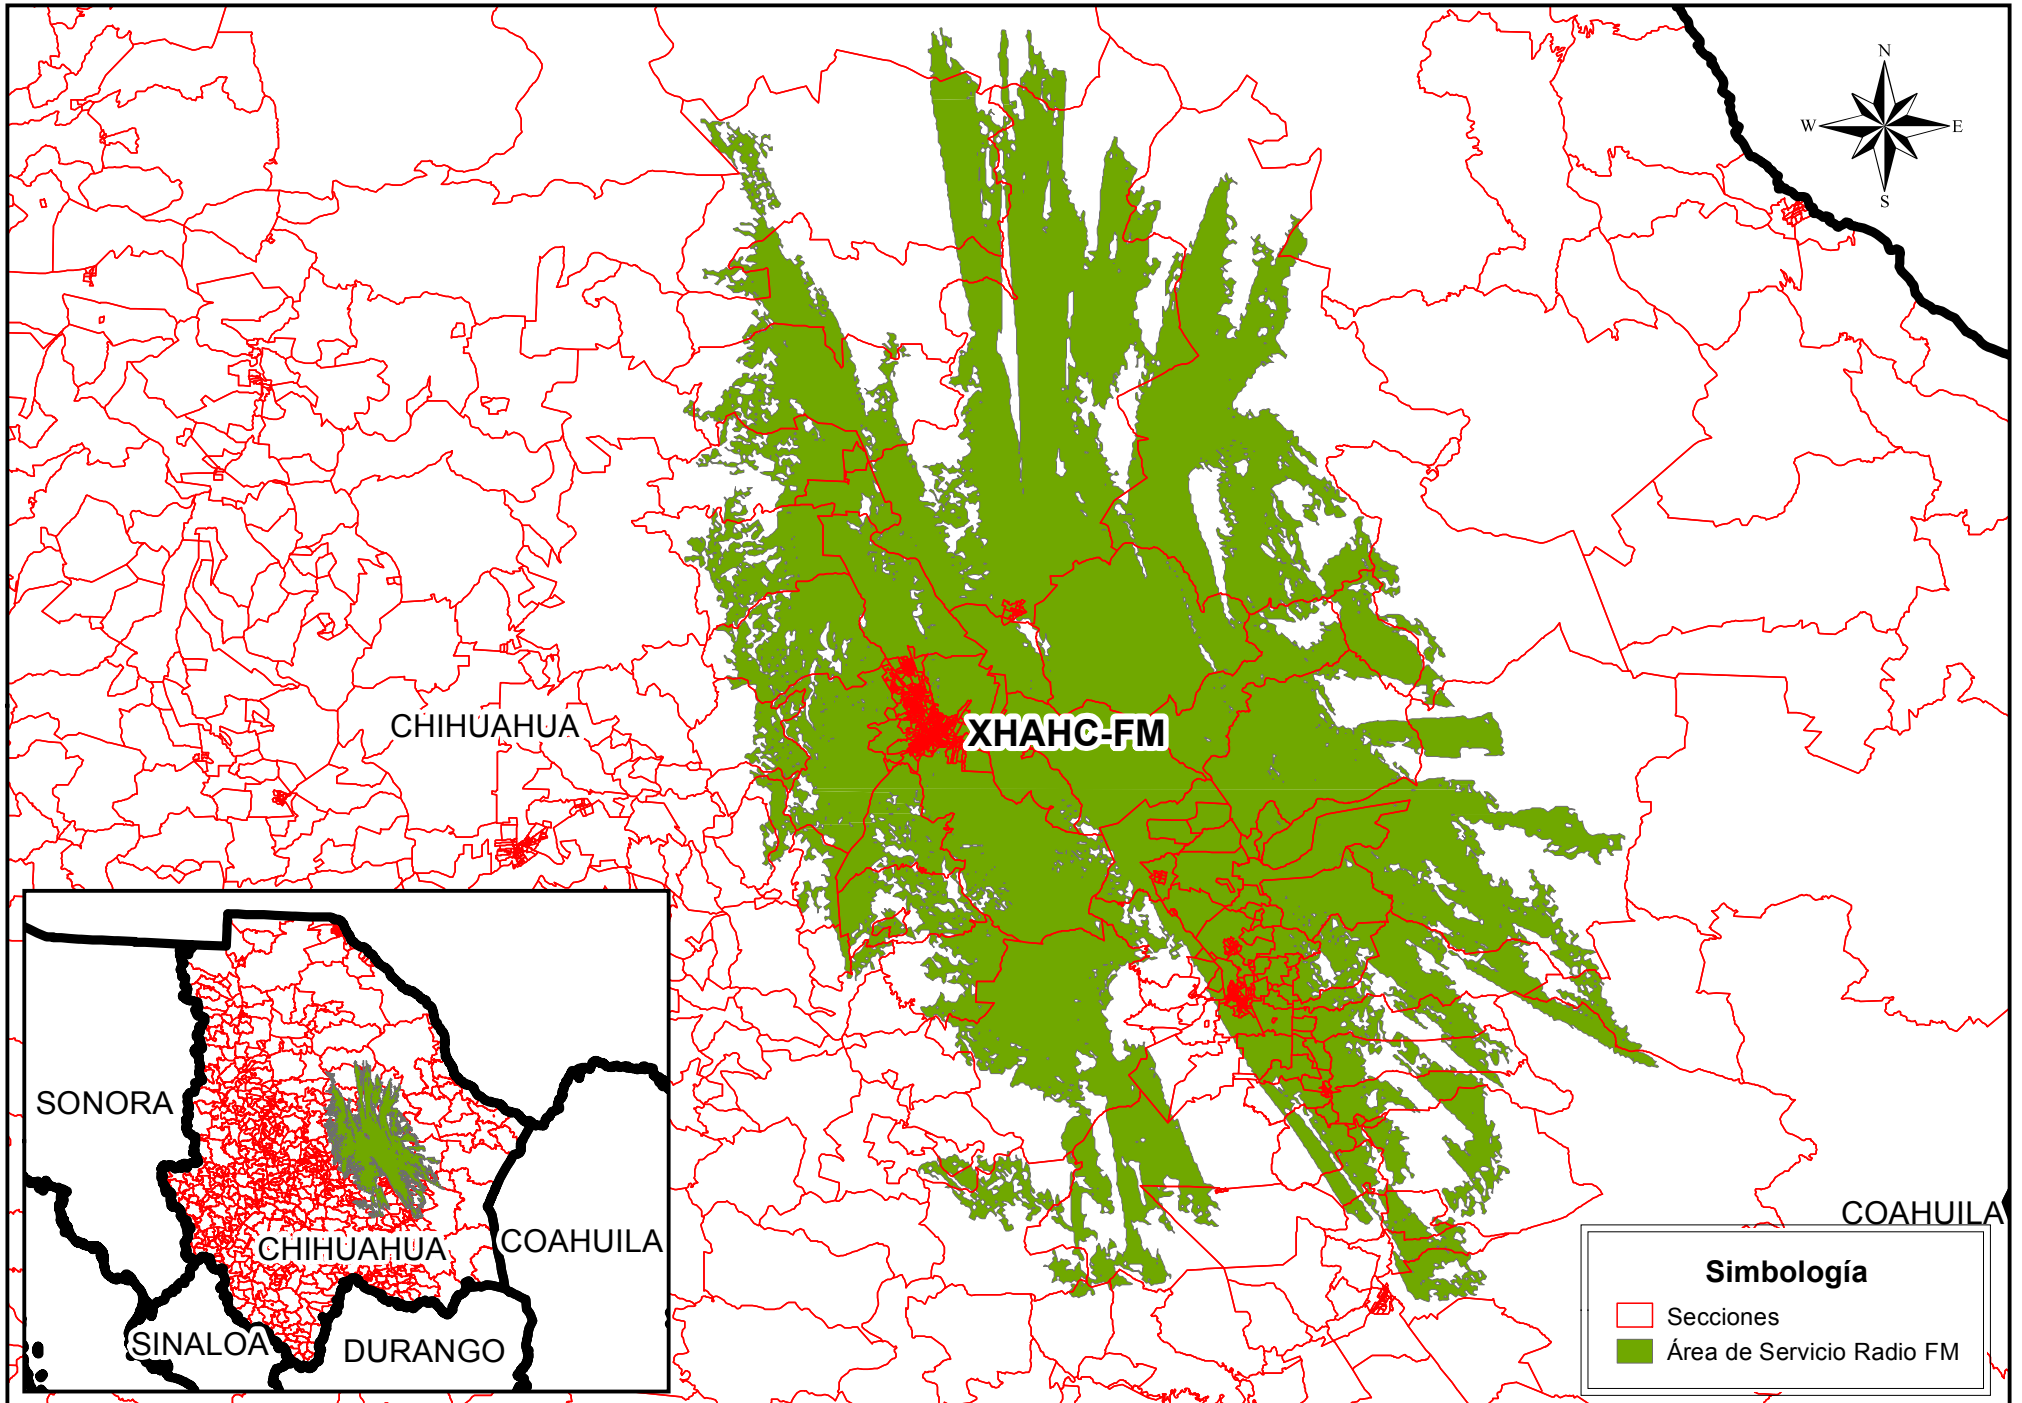 N
W E
S
CHIHUAHUA
XHAHC-FM
SONORA
CHIHUAHUA
COAHUILA
SINALOA
DURANGO
COAHUILA
Simbología
Secciones
Área de Servicio Radio FM